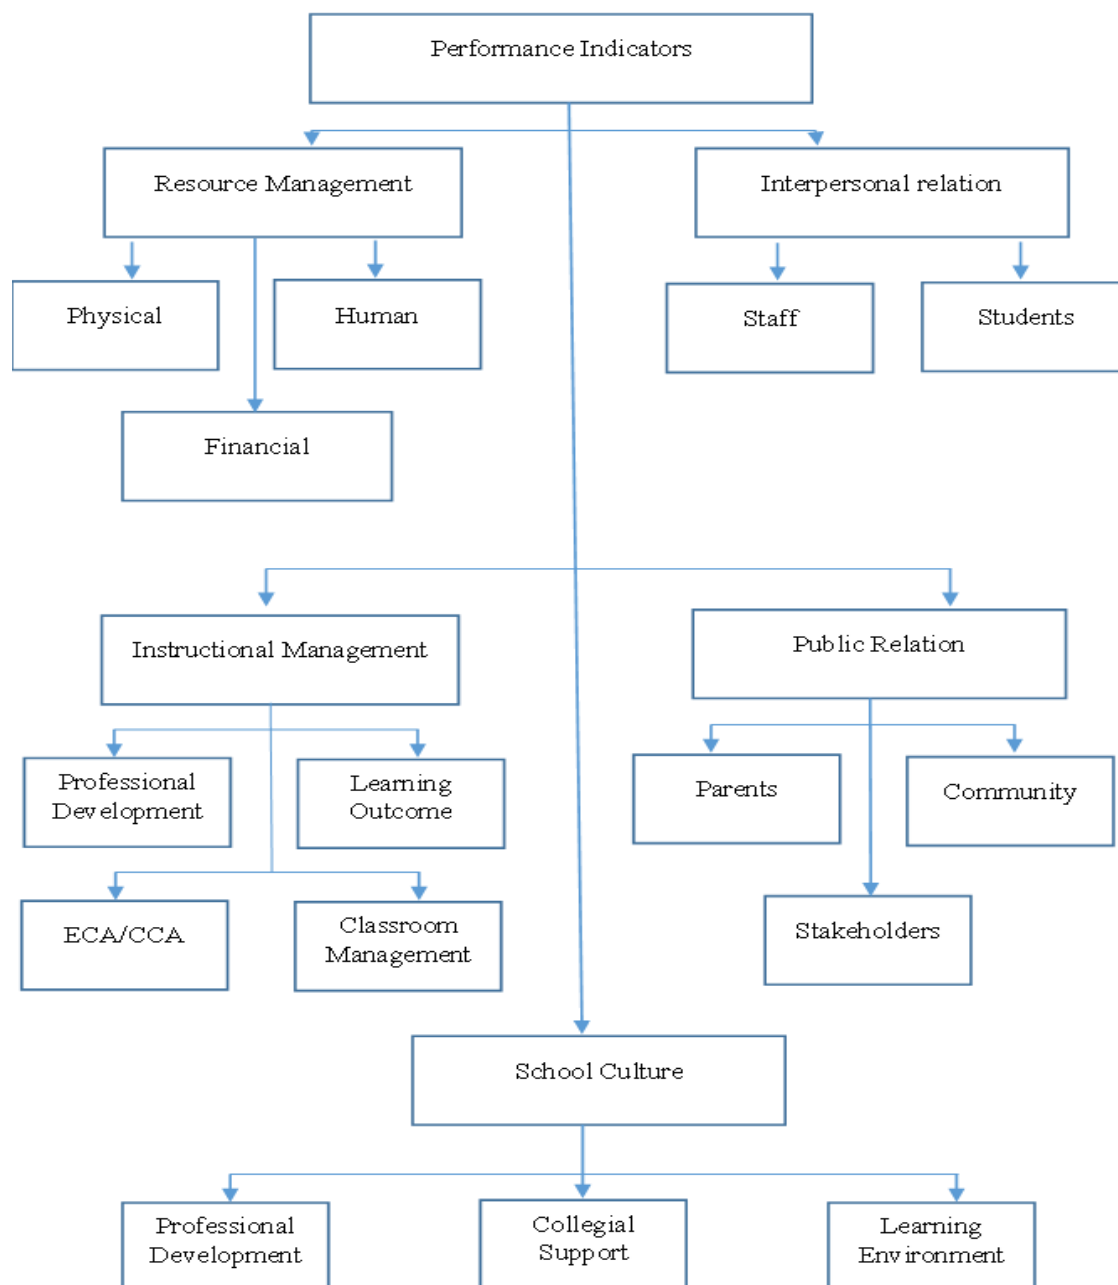 Performance Indicators
Resource Management
Interpersonal relation
Physical
Human
Staff
Students
Financial
Instructional Management
Public Relation
Professional
Development
Learning
Outcome
Parents
Community
ECA/CCA
Classroom
Management
Stakeholders
School Culture
Professional
Development
Collegial
Support
Learning
Environment